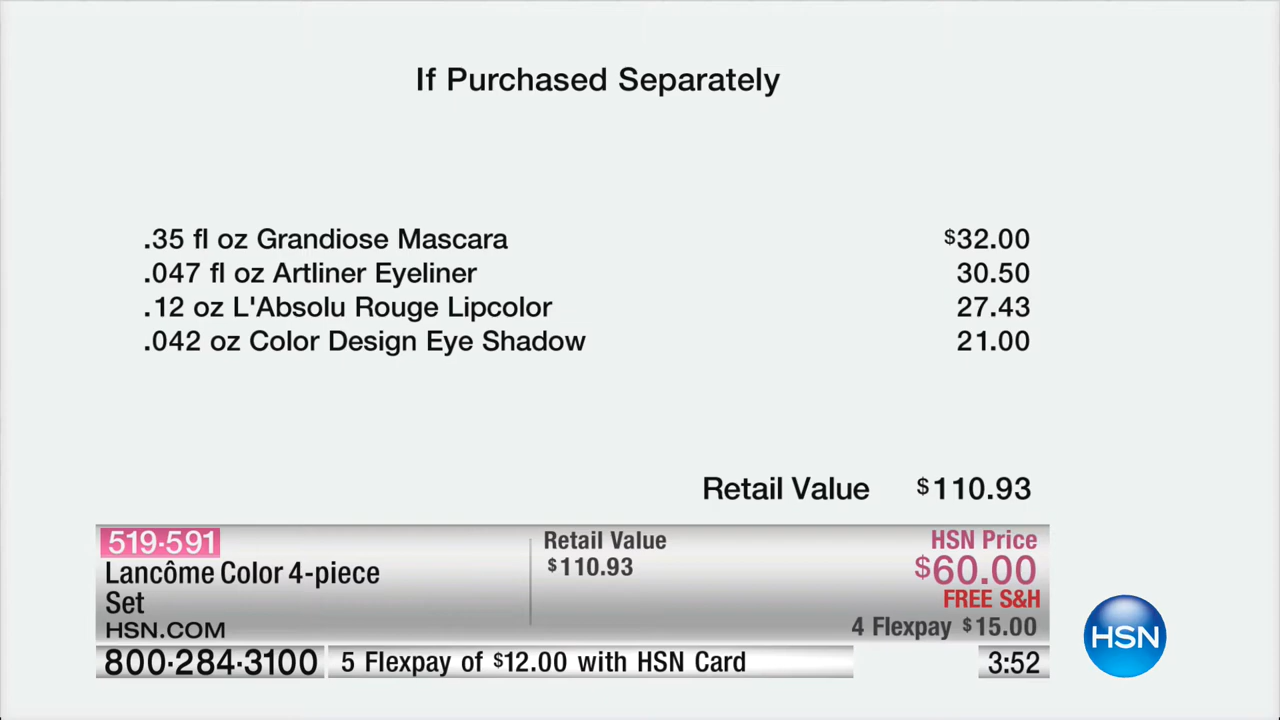 If Purchased Separately
.35 fl oz Grandiose Mascara $32.00
.047 fl oz Artliner Eyeliner 30.50
.12 oz L'Absolu Rouge Lipcolor 27.43
.042 oz Color Design Eye Shadow 21.00
Retail Value $110.93
519·591
Lancôme Color 4-piece
Set
HSN.COM
Retail Value
$110.93
HSN Price
$60.00
FREE S&H
4 Flexpay $15.00
800·284·3100
5 Flexpay of $12.00 with HSN Card
3:52
HSN